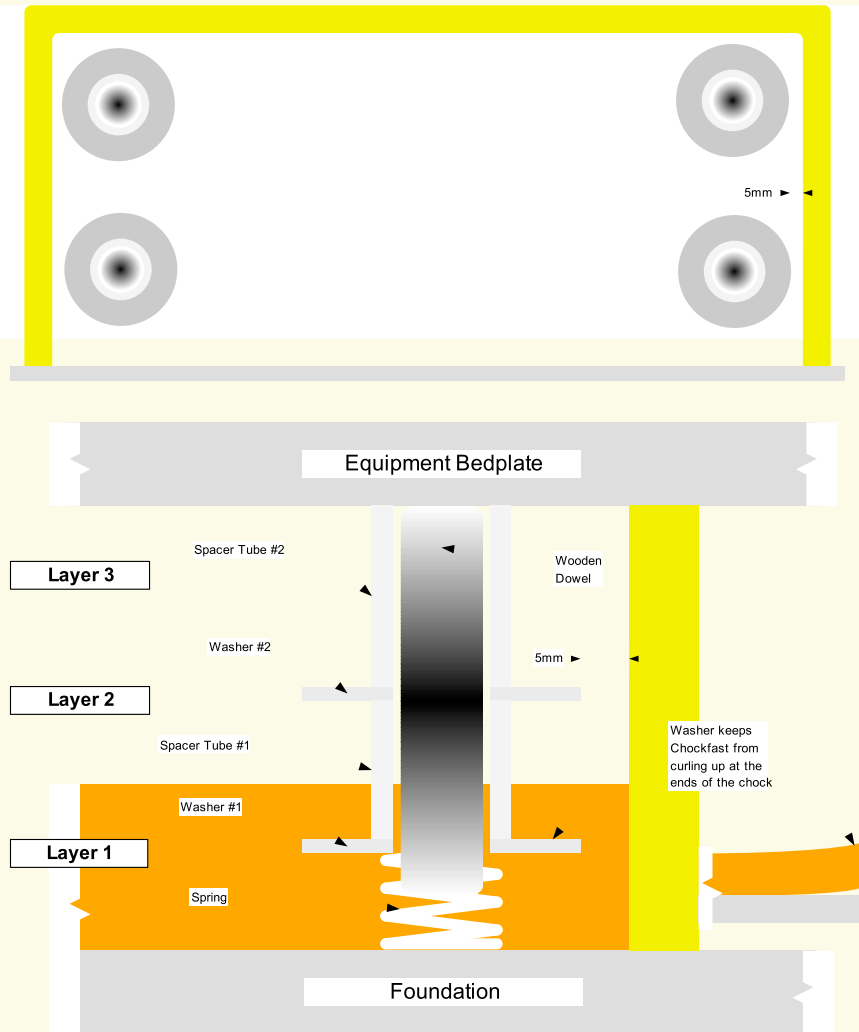 5mm
Equipment Bedplate
Spacer Tube #2
Wooden
Dowel
Layer 3
Washer #2
5mm
Layer 2
Spacer Tube #1
Washer keeps
Chockfast from
curling up at the
ends of the chock
Washer #1
Layer 1
Spring
Foundation